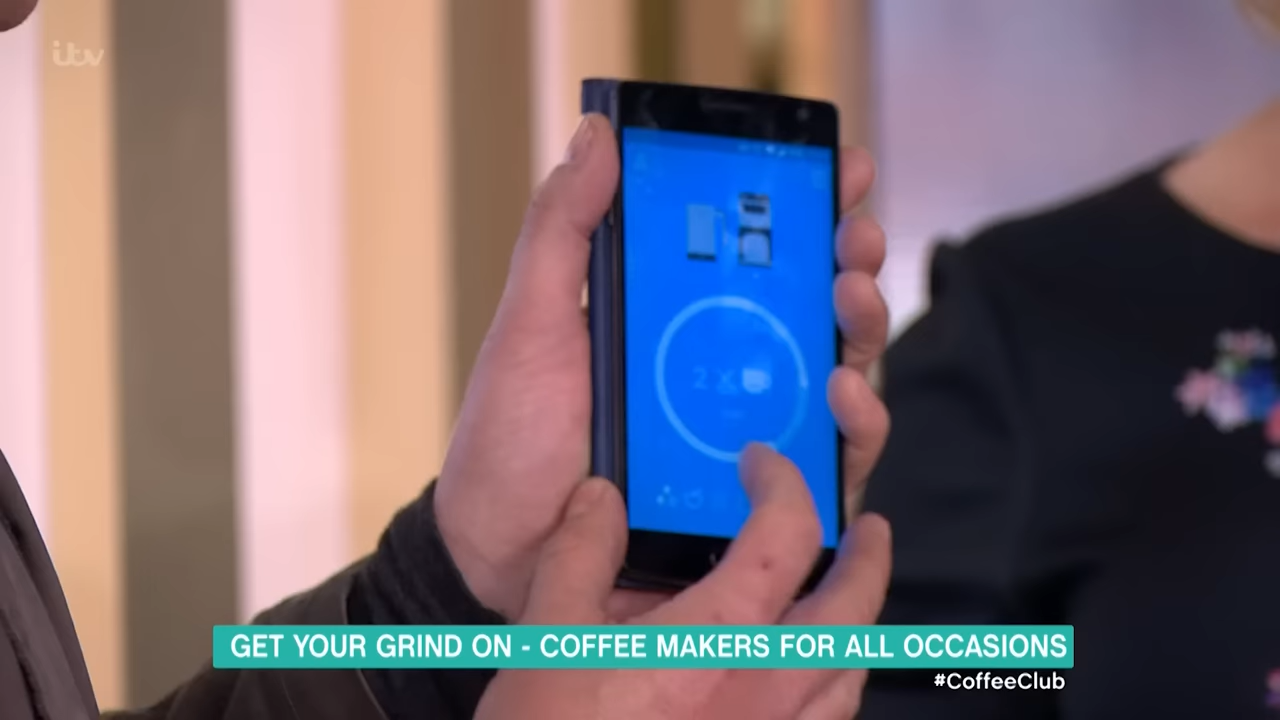 itv
2 X
GET YOUR GRIND ON - COFFEE MAKERS FOR ALL OCCASIONS
#CoffeeClub